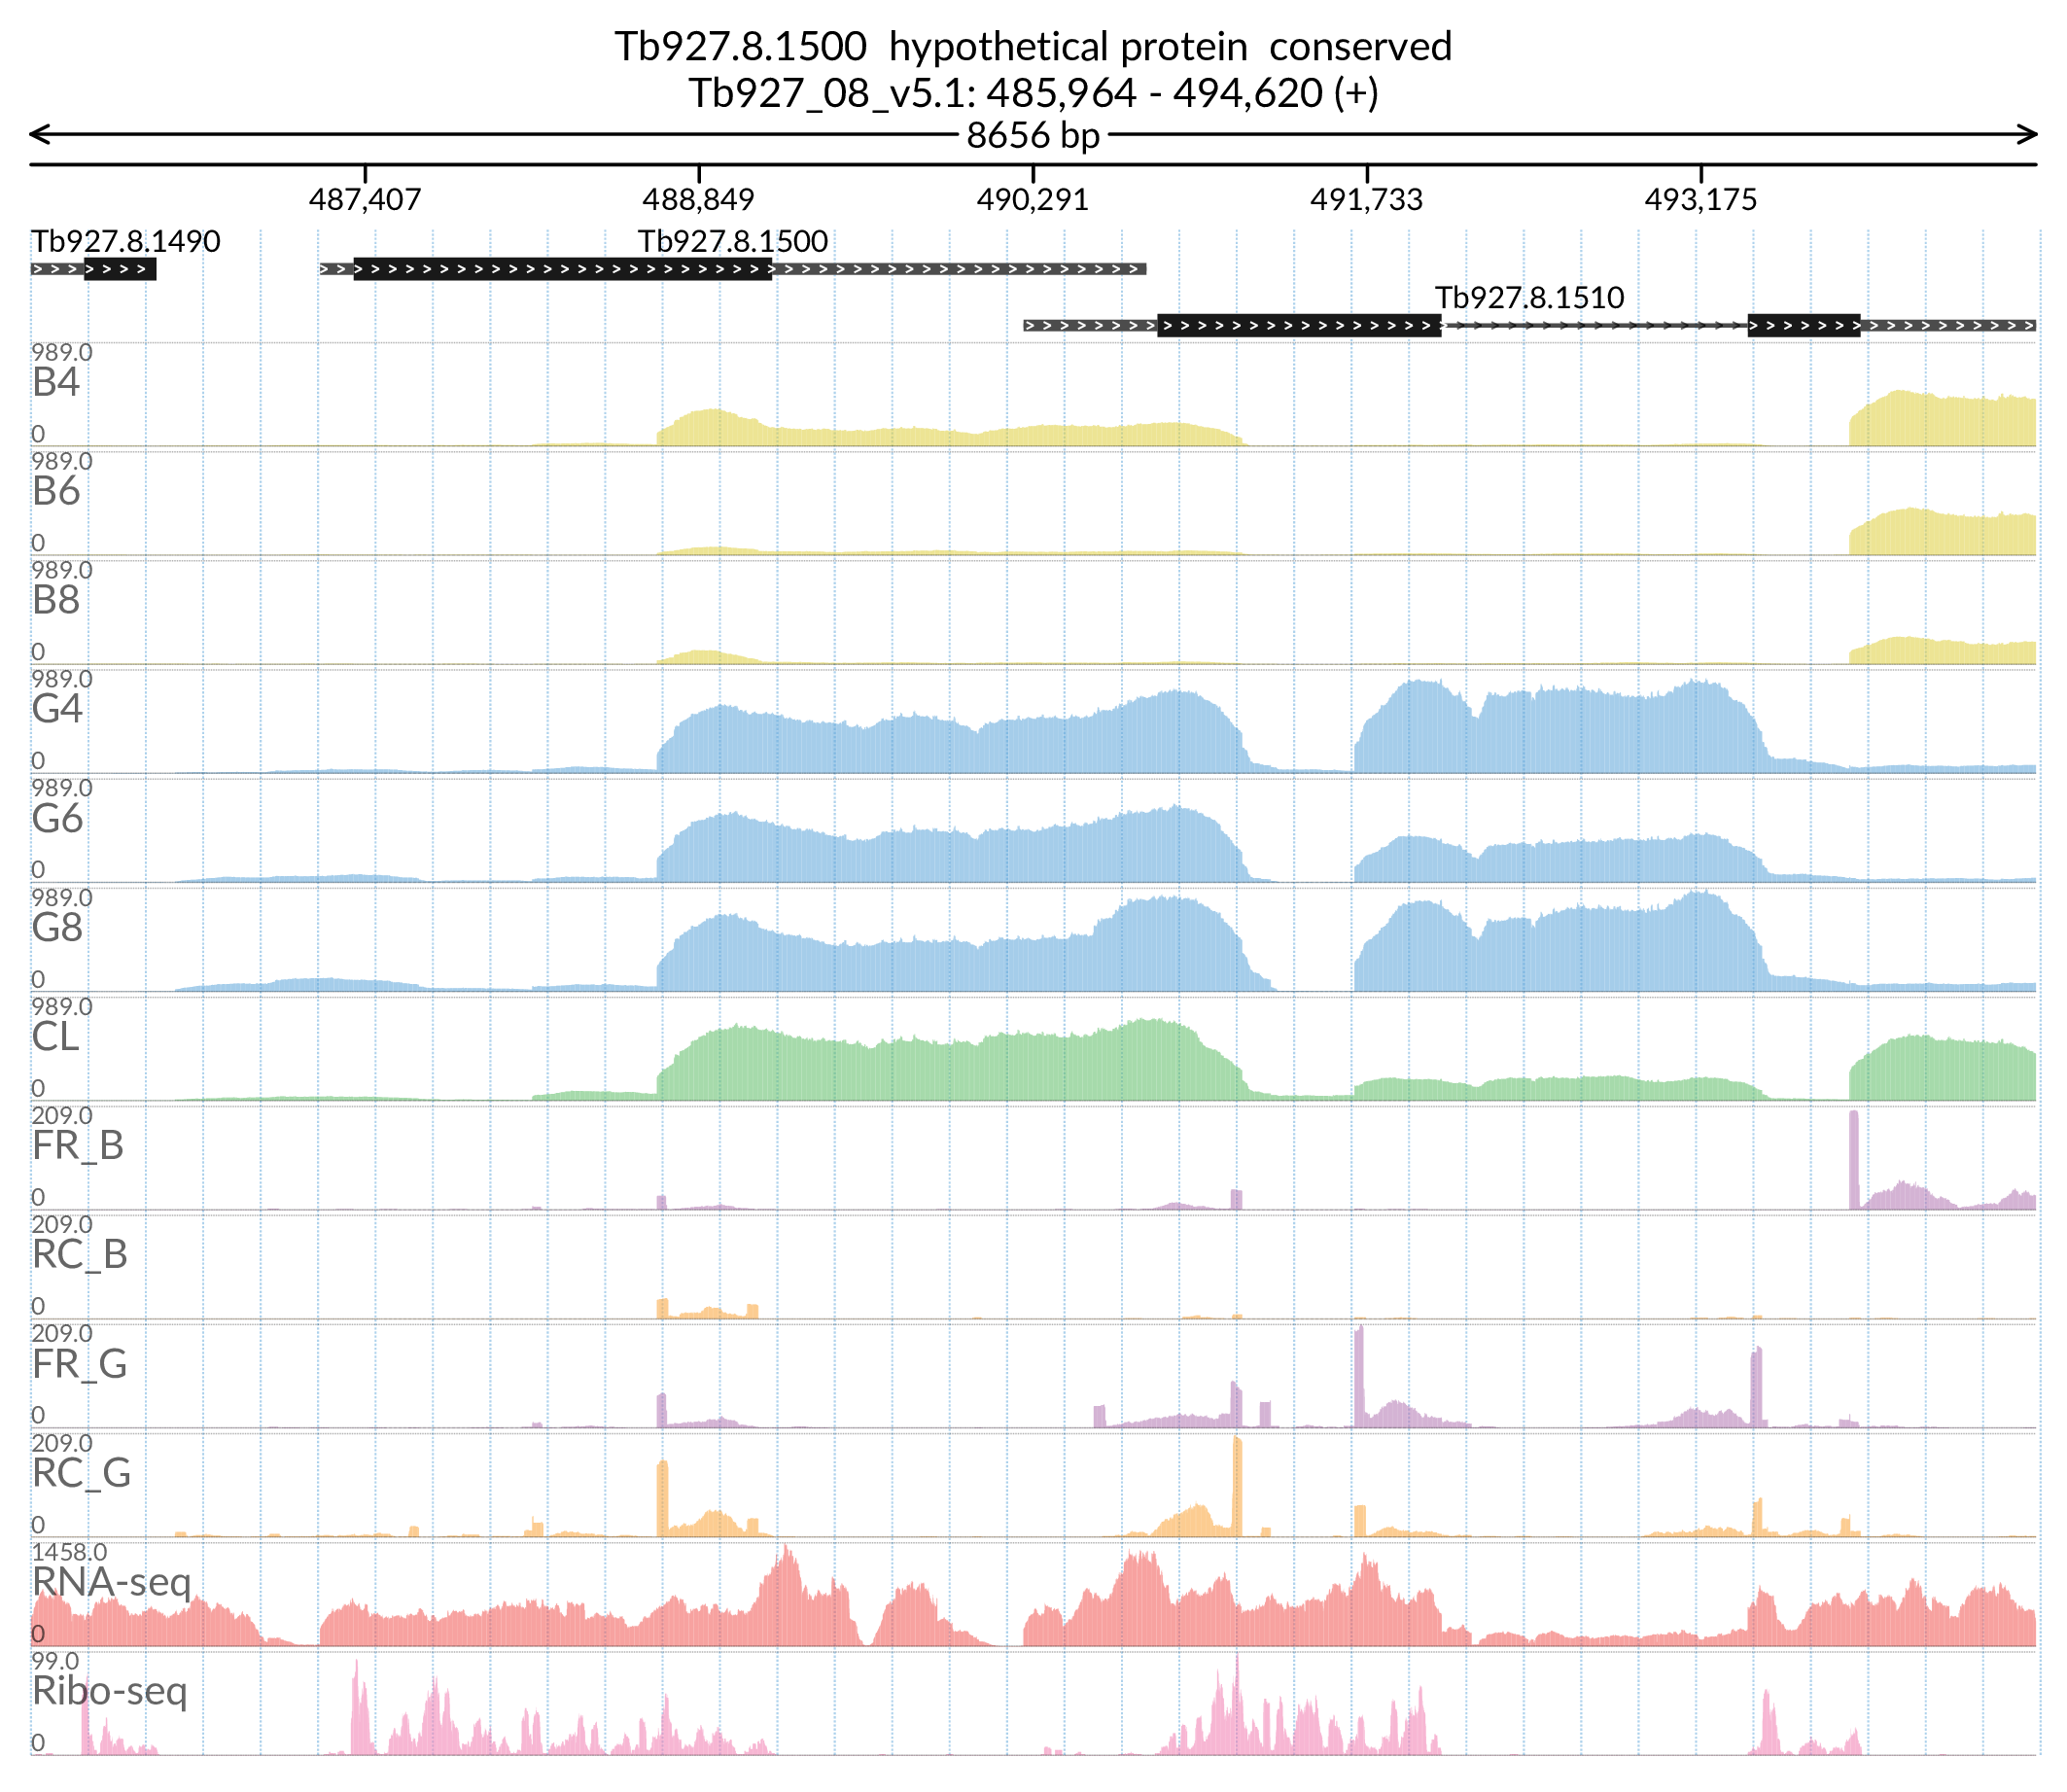 Tb927.8.1500  hypothetical protein  conserved
Tb927_08_v5.1: 485,964 - 494,620 (+)
8656 bp
487,407 488,849 490,291 491,733 493,175
Tb927.8.1490 Tb927.8.1500
Tb927.8.1510
989.0
B4
0
989.0
B6
0
989.0
B8
0
989.0
G4
0
989.0
G6
0
989.0
G8
0
989.0
CL
0
209.0
FR_B
0
209.0
RC_B
0
209.0
FR_G
0
209.0
RC_G
0
1458.0
RNA-seq
0
99.0
Ribo-seq
0